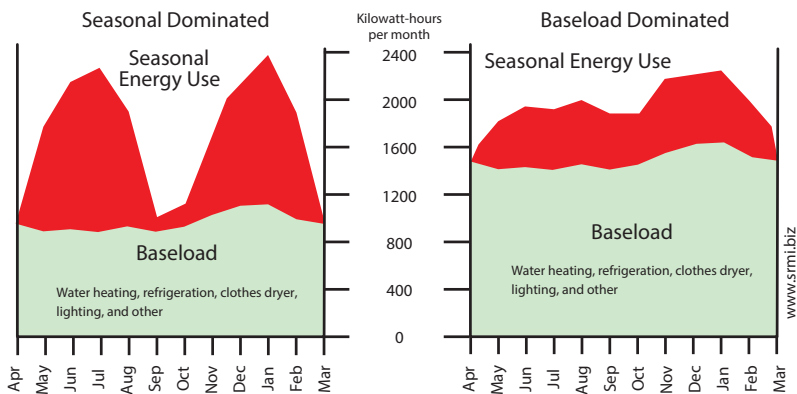 Seasonal Dominated
Seasonal
Energy Use
Baseload
Water heating, refrigeration, clothes dryer,
lighting, and other
Apr May Jun Jul Aug Sep Oct Nov Dec Jan Feb Mar
Kilowatt-hours
per month
2400
2000
1600
1200
800
400
0
Baseload Dominated
Seasonal Energy Use
Baseload
Water heating, refrigeration, clothes dryer,
lighting, and other
Apr May Jun Jul Aug Sep Oct Nov Dec Jan Feb Mar
www.srmi.biz